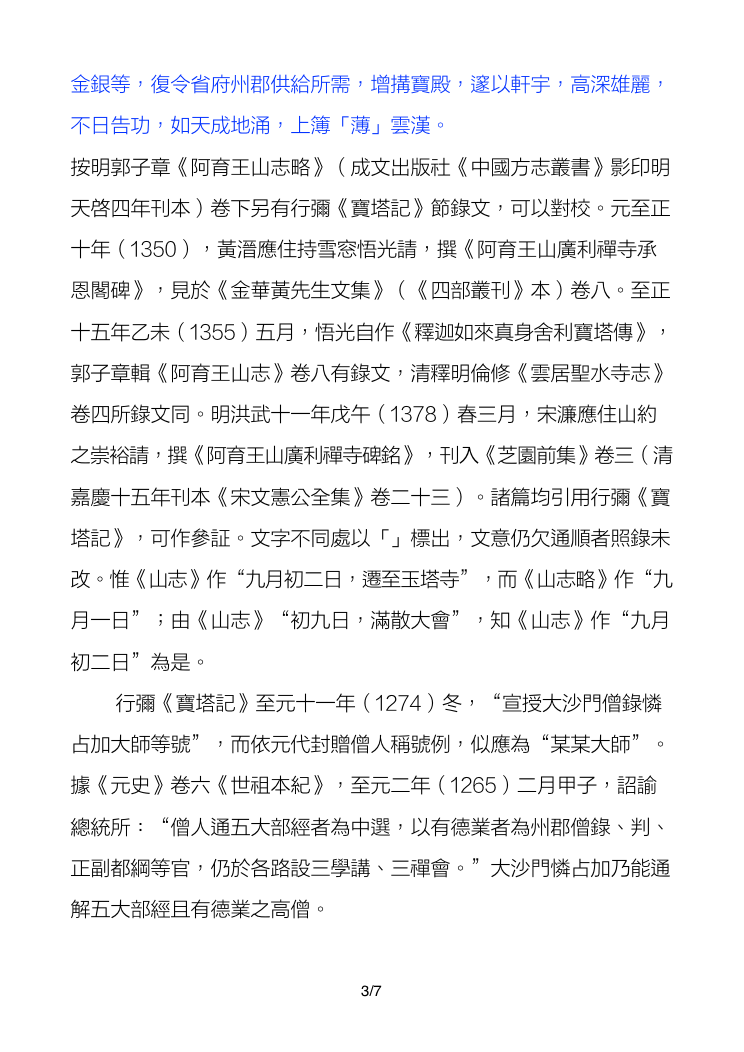 金銀等，復令省府州郡供給所需，增搆寶殿，邃以軒宇，高深雄麗，
不日告功，如天成地涌，上簿「薄」雲漢。
按明郭子章《阿育王山志略》（成文出版社《中國方志叢書》影印明
天啓四年刊本）卷下另有行彌《寶塔記》節錄文，可以對校。元至正
十年（1350），黃溍應住持雪窓悟光請，撰《阿育王山廣利禪寺承
恩閣碑》，見於《金華黃先生文集》（《四部叢刊》本）卷八。至正
十五年乙未（1355）五月，悟光自作《釋迦如來真身舍利寶塔傳》，
郭子章輯《阿育王山志》卷八有錄文，清釋明倫修《雲居聖水寺志》
卷四所錄文同。明洪武十一年戊午（1378）春三月，宋濂應住山約
之崇裕請，撰《阿育王山廣利禪寺碑銘》，刊入《芝園前集》卷三（清
嘉慶十五年刊本《宋文憲公全集》卷二十三）。諸篇均引用行彌《寶
塔記》，可作參証。文字不同處以「」標出，文意仍欠通順者照錄未
改。惟《山志》作“九月初二日，遷至玉塔寺”，而《山志略》作“九
月一日”；由《山志》“初九日，滿散大會”，知《山志》作“九月
初二日”為是。
行彌《寶塔記》至元十一年（1274）冬，“宣授大沙門僧錄憐
占加大師等號”，而依元代封贈僧人稱號例，似應為“某某大師”。
據《元史》卷六《世祖本紀》，至元二年（1265）二月甲子，詔諭
總統所：“僧人通五大部經者為中選，以有德業者為州郡僧錄、判、
正副都綱等官，仍於各路設三學講、三禪會。”大沙門憐占加乃能通
解五大部經且有德業之高僧。
3/7